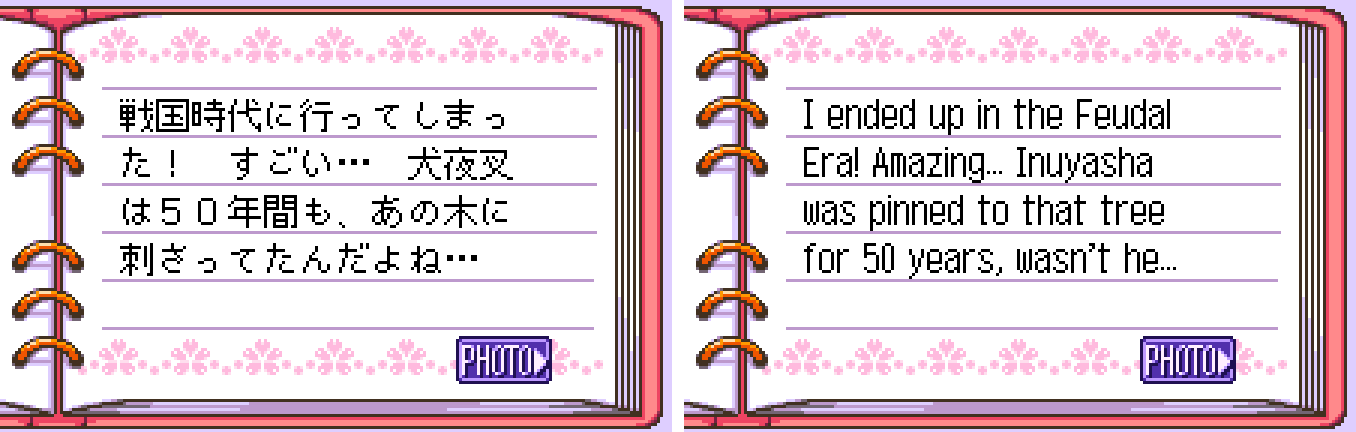 戦国時代に行ってしまっ
た！　すごい…　犬夜叉
は５０年間も、あの木に
刺さってたんだよね…
PHOTO
I ended up in the Feudal
Era! Amazing... Inuyasha
was pinned to that tree
for 50 years, wasn't he...
PHOTO